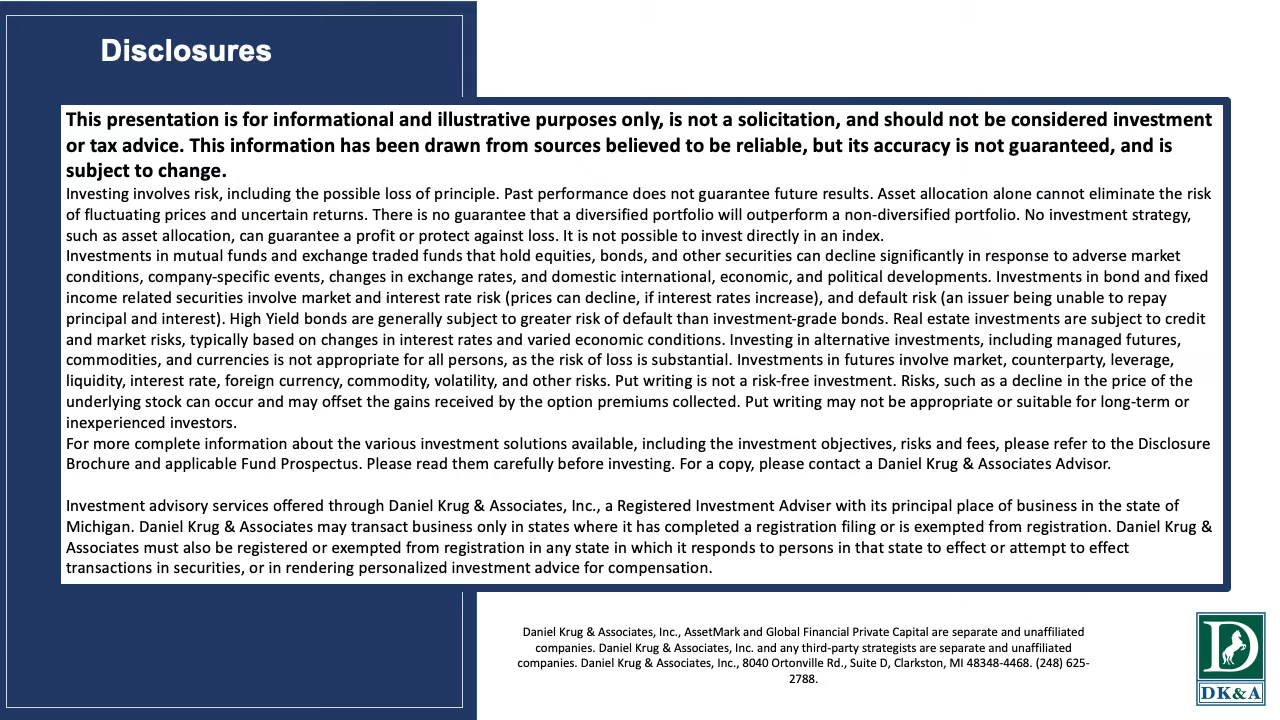 Disclosures
This presentation is for informational and illustrative purposes only, is not a solicitation, and should not be considered investment
or tax advice. This information has been drawn from sources believed to be reliable, but its accuracy is not guaranteed, and is
subject to change.
Investing involves risk, including the possible loss of principle. Past performance does not guarantee future results. Asset allocation alone cannot eliminate the risk
of fluctuating prices and uncertain returns. There is no guarantee that a diversified portfolio will outperform a non-diversified portfolio. No investment strategy,
such as asset allocation, can guarantee a profit or protect against loss. It is not possible to invest directly in an index.
Investments in mutual funds and exchange traded funds that hold equities, bonds, and other securities can decline significantly in response to adverse market
conditions, company-specific events, changes in exchange rates, and domestic international, economic, and political developments. Investments in bond and fixed
income related securities involve market and interest rate risk (prices can decline, if interest rates increase), and default risk (an issuer being unable to repay
principal and interest). High Yield bonds are generally subject to greater risk of default than investment-grade bonds. Real estate investments are subject to credit
and market risks, typically based on changes in interest rates and varied economic conditions. Investing in alternative investments, including managed futures,
commodities, and currencies is not appropriate for all persons, as the risk of loss is substantial. Investments in futures involve market, counterparty, leverage,
liquidity, interest rate, foreign currency, commodity, volatility, and other risks. Put writing is not a risk-free investment. Risks, such as a decline in the price of the
underlying stock can occur and may offset the gains received by the option premiums collected. Put writing may not be appropriate or suitable for long-term or
inexperienced investors.
For more complete information about the various investment solutions available, including the investment objectives, risks and fees, please refer to the Disclosure
Brochure and applicable Fund Prospectus. Please read them carefully before investing. For a copy, please contact a Daniel Krug & Associates Advisor.
Investment advisory services offered through Daniel Krug & Associates, Inc., a Registered Investment Adviser with its principal place of business in the state of
Michigan. Daniel Krug & Associates may transact business only in states where it has completed a registration filing or is exempted from registration. Daniel Krug &
Associates must also be registered or exempted from registration in any state in which it responds to persons in that state to effect or attempt to effect
transactions in securities, or in rendering personalized investment advice for compensation.
Daniel Krug & Associates, Inc., AssetMark and Global Financial Private Capital are separate and unaffiliated
companies. Daniel Krug & Associates, Inc. and any third-party strategists are separate and unaffiliated
companies. Daniel Krug & Associates, Inc., 8040 Ortonville Rd., Suite D, Clarkston, MI 48348-4468. (248) 625-
2788.
D
DK&A